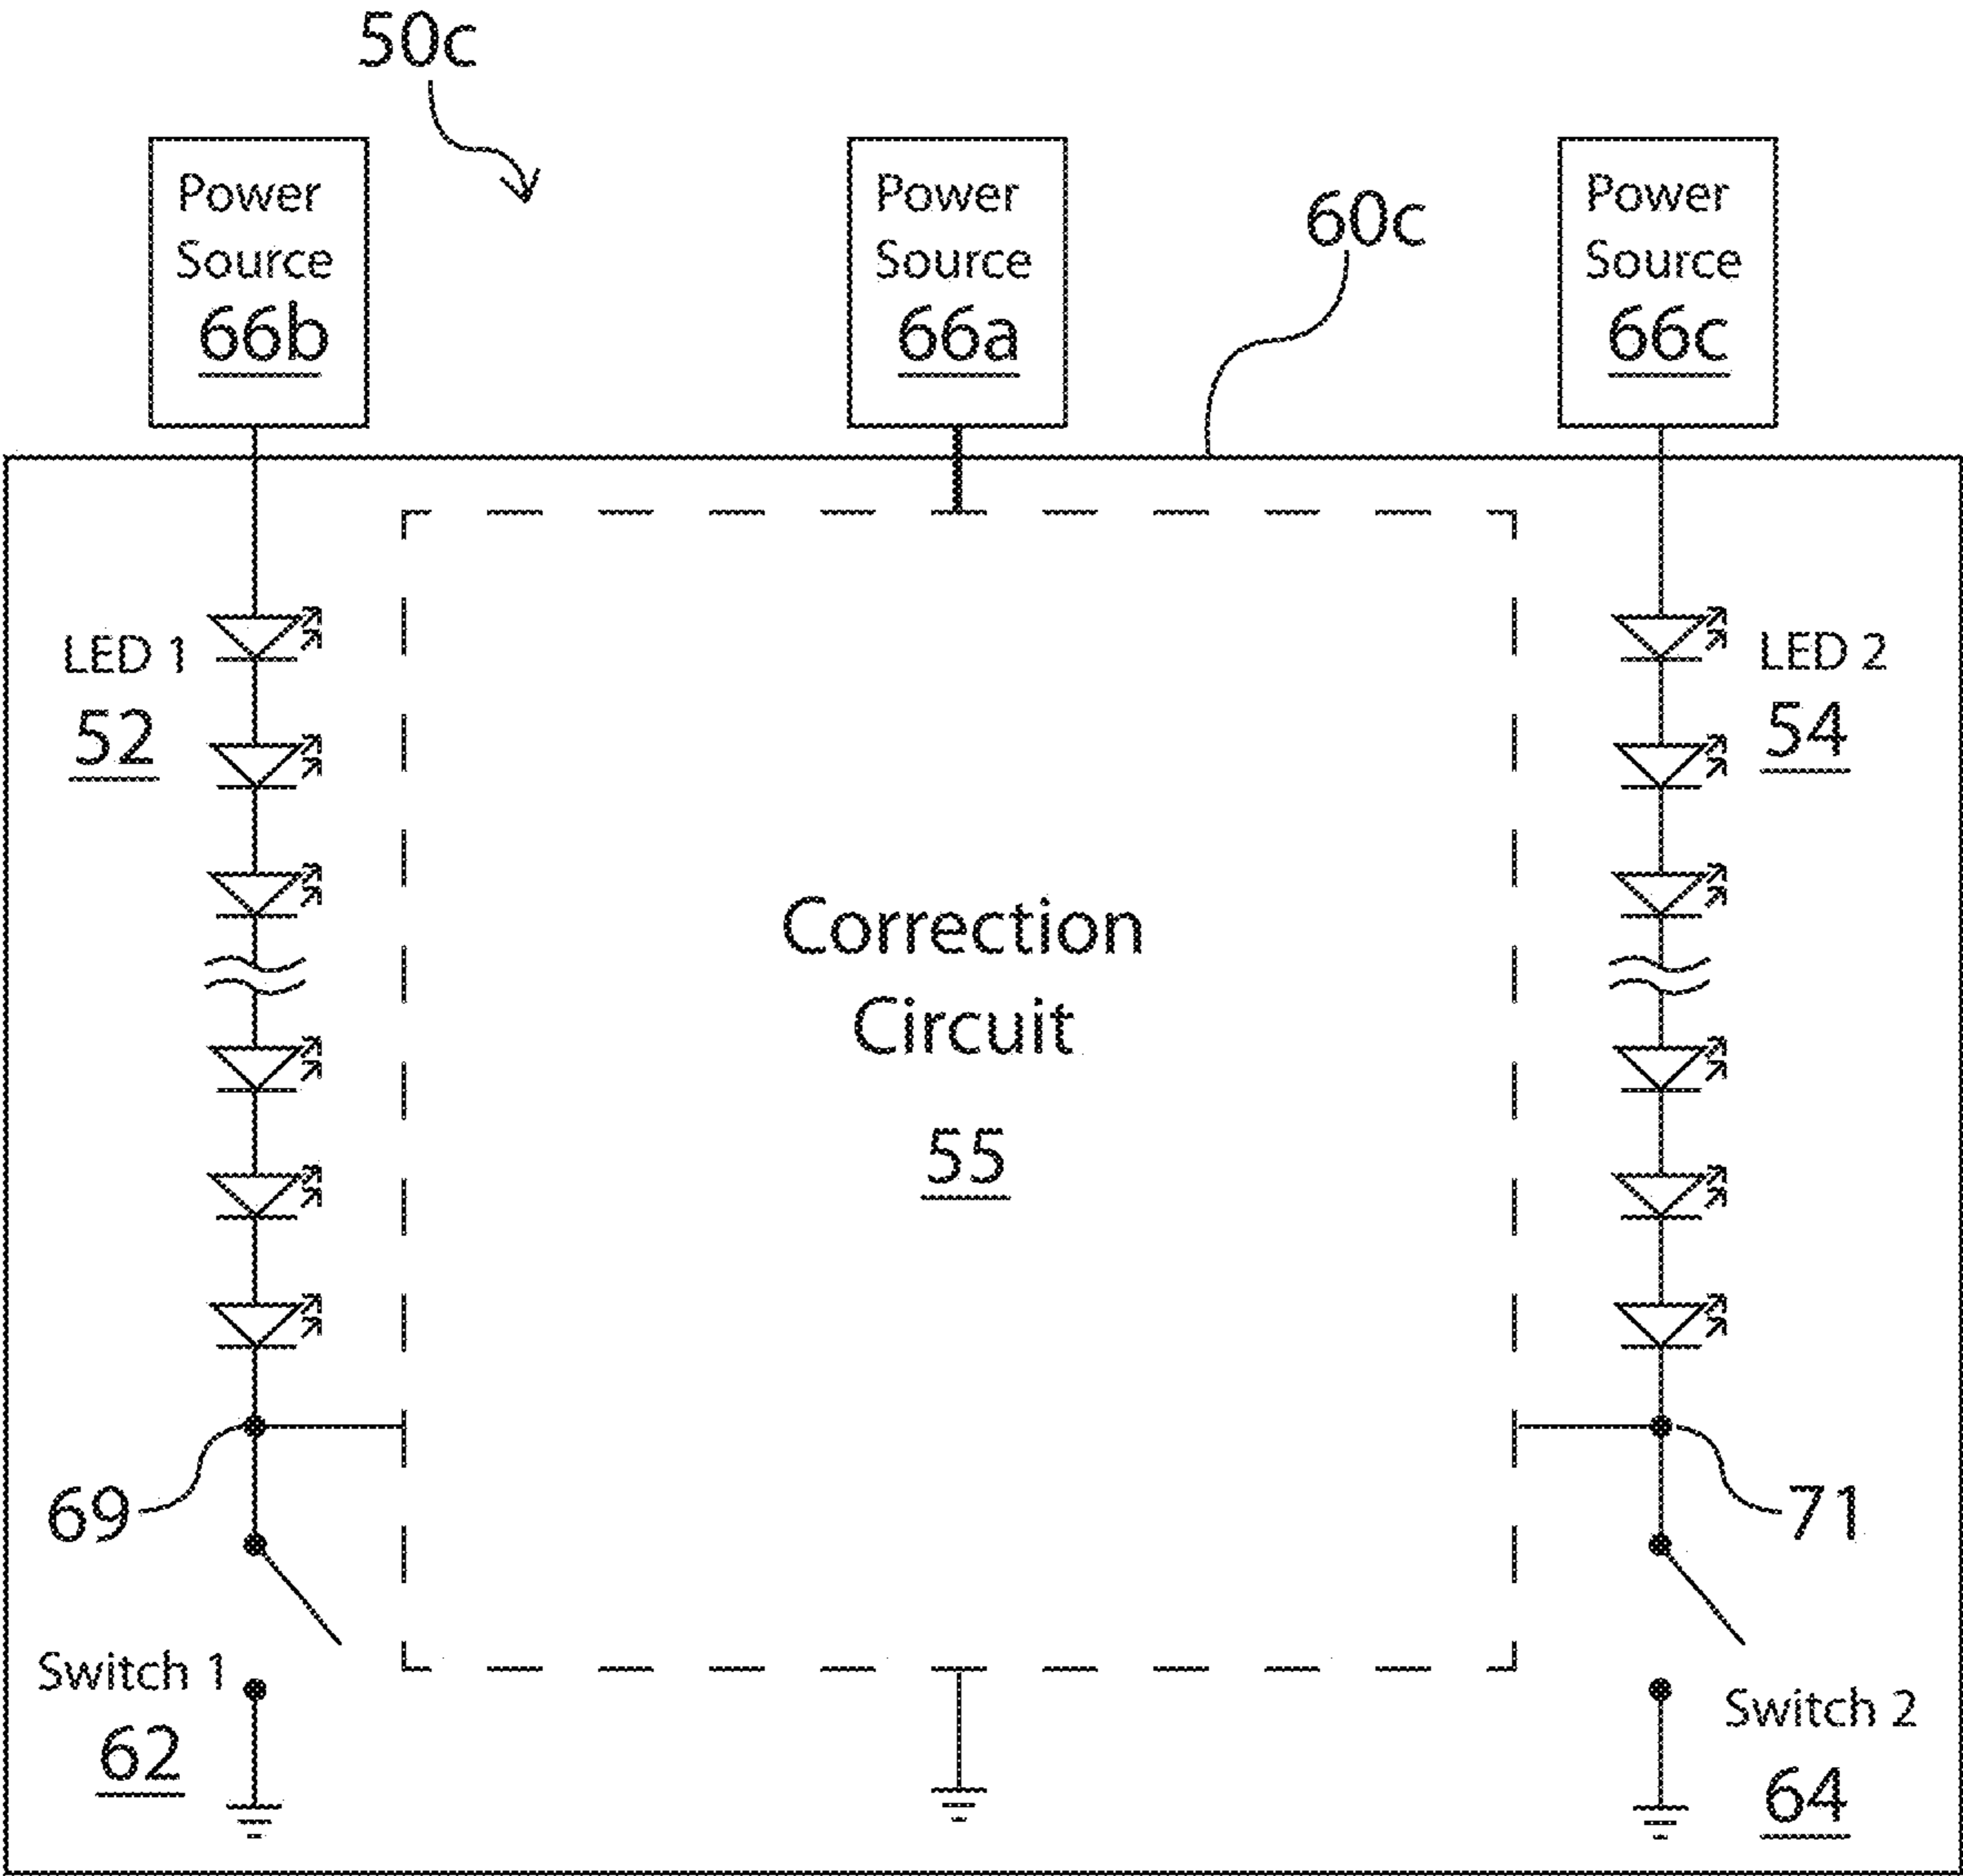 50c
Power
Source
66b
Power
Source
66a
Power
Source
66c
60c
LED 1
52
LED 2
54
Correction
Circuit
55
69
71
Switch 1
62
Switch 2
64